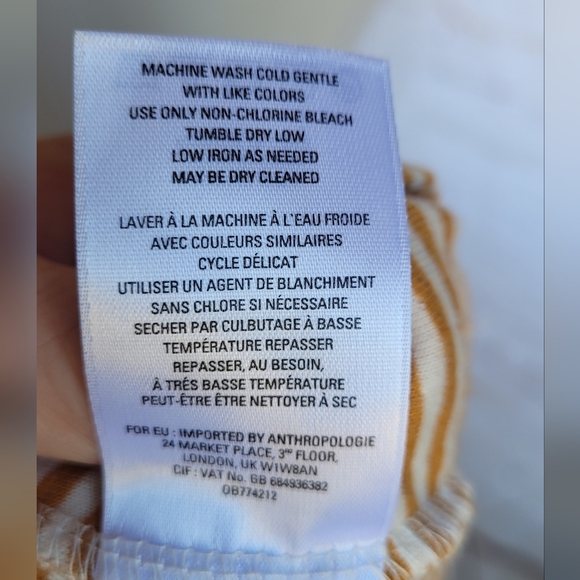 MACHINE WASH COLD GENTLE
WITH LIKE COLORS
USE ONLY NON-CHLORINE BLEACH
TUMBLE DRY LOW
LOW IRON AS NEEDED
MAY BE DRY CLEANED
LAVER À LA MACHINE À L'EAU FROIDE
AVEC COULEURS SIMILAIRES
CYCLE DÉLICAT
UTILISER UN AGENT DE BLANCHIMENT
SANS CHLORE SI NÉCESSAIRE
SECHER PAR CULBUTAGE À BASSE
TEMPÉRATURE REPASSER
REPASSER, AU BESOIN,
À TRÉS BASSE TEMPÉRATURE
PEUT-ÊTRE ÊTRE NETTOYER À SEC
FOR EU : IMPORTED BY ANTHROPOLOGIE
24 MARKET PLACE, 3RD FLOOR,
LONDON, UK W1W8AN
CIF : VAT No. GB 684936382
OB774212